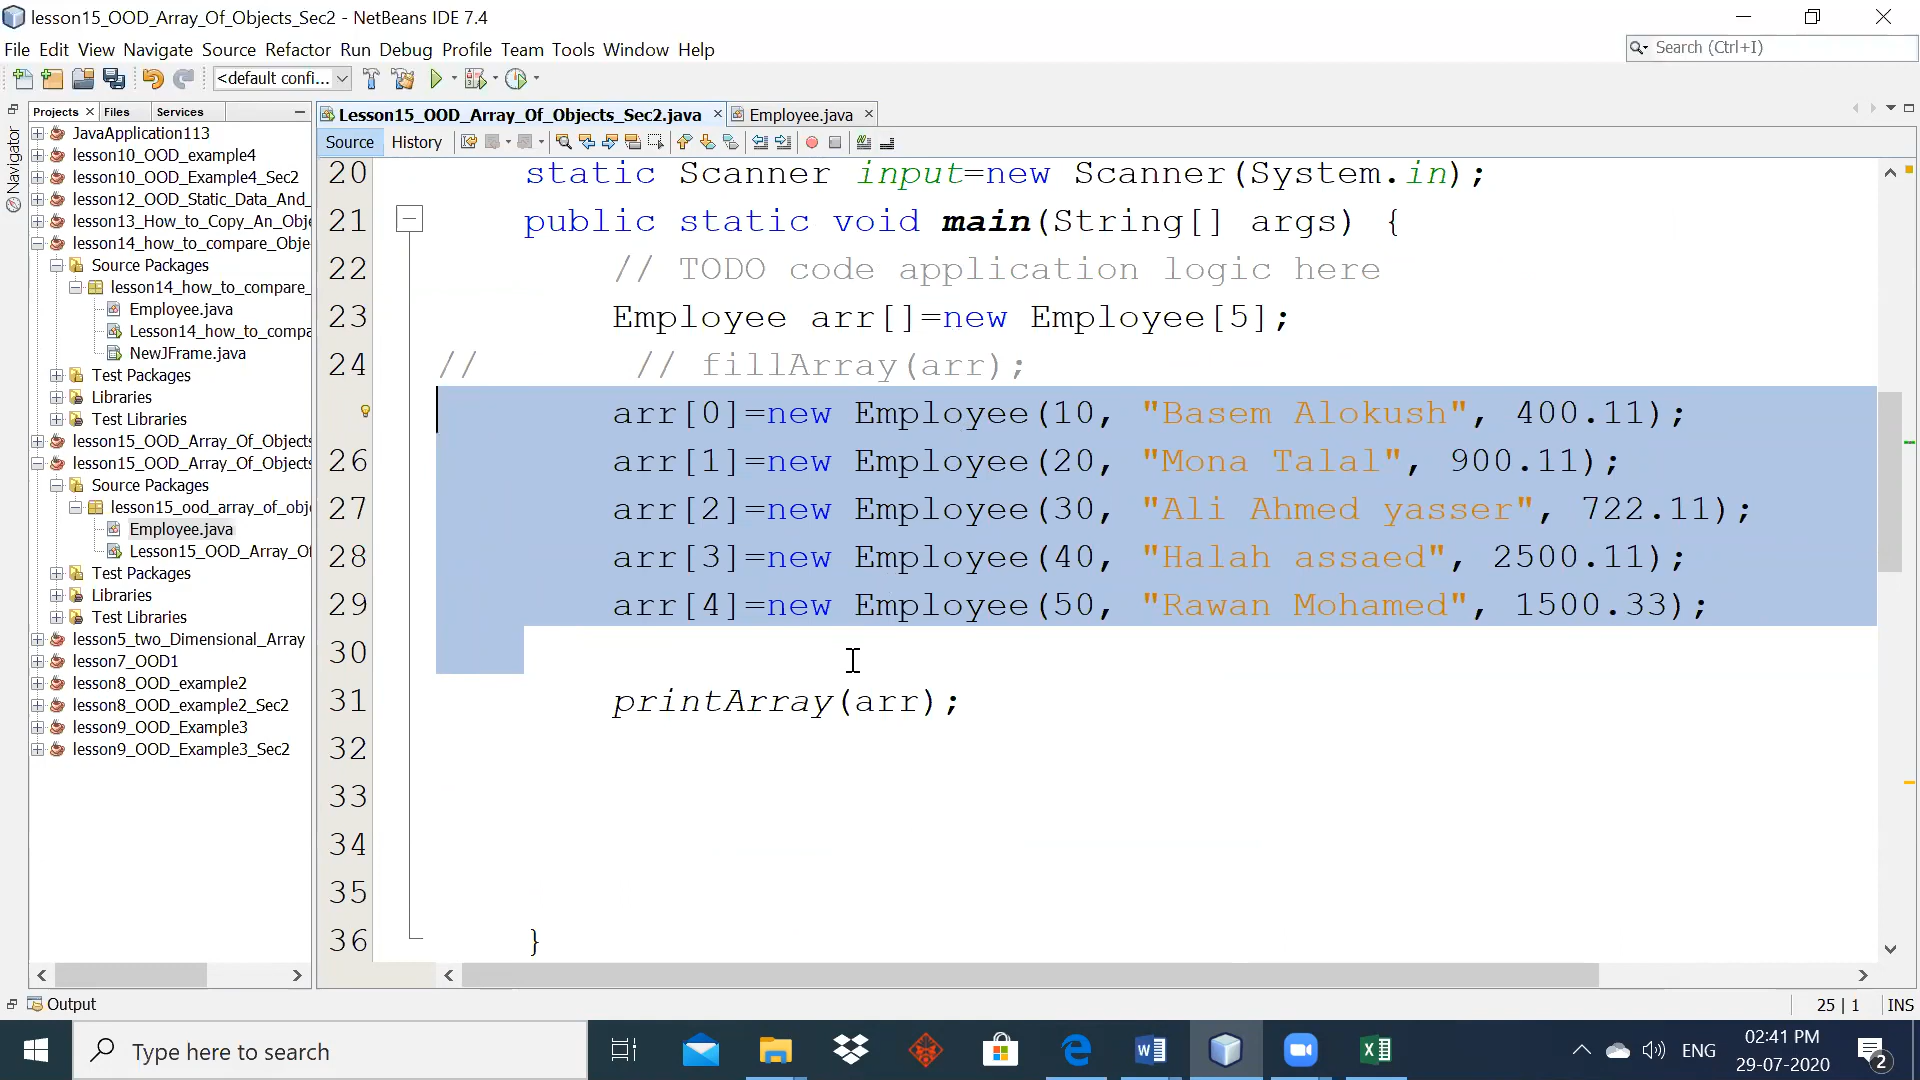 lesson15_OOD_Array_Of_Objects_Sec2 - NetBeans IDE 7.4
File Edit View Navigate Source Refactor Run Debug Profile Team Tools Window Help
Search (Ctrl+I)
<default confi...
Projects Files Services
Navigator
JavaApplication113
lesson10_OOD_example4
lesson10_OOD_Example4_Sec2
lesson12_OOD_Static_Data_And_
lesson13_How_to_Copy_An_Obje
lesson14_how_to_compare_Obje
Source Packages
lesson14_how_to_compare_
Employee.java
Lesson14_how_to_compa
NewJFrame.java
Test Packages
Libraries
Test Libraries
lesson15_OOD_Array_Of_Objects
lesson15_OOD_Array_Of_Objects
Source Packages
lesson15_ood_array_of_obj
Employee.java
Lesson15_OOD_Array_Of
Test Packages
Libraries
Test Libraries
lesson5_two_Dimensional_Array
lesson7_OOD1
lesson8_OOD_example2
lesson8_OOD_example2_Sec2
lesson9_OOD_Example3
lesson9_OOD_Example3_Sec2
Lesson15_OOD_Array_Of_Objects_Sec2.java Employee.java
Source History
20 static Scanner input=new Scanner(System.in);
21 public static void main(String[] args) {
22 // TODO code application logic here
23 Employee arr[]=new Employee[5];
24 // // fillArray(arr);
arr[0]=new Employee(10, "Basem Alokush", 400.11);
26 arr[1]=new Employee(20, "Mona Talal", 900.11);
27 arr[2]=new Employee(30, "Ali Ahmed yasser", 722.11);
28 arr[3]=new Employee(40, "Halah assaed", 2500.11);
29 arr[4]=new Employee(50, "Rawan Mohamed", 1500.33);
30
31 printArray(arr);
32
33
34
35
36 }
Output
25 | 1 INS
Type here to search
ENG
02:41 PM
29-07-2020
2